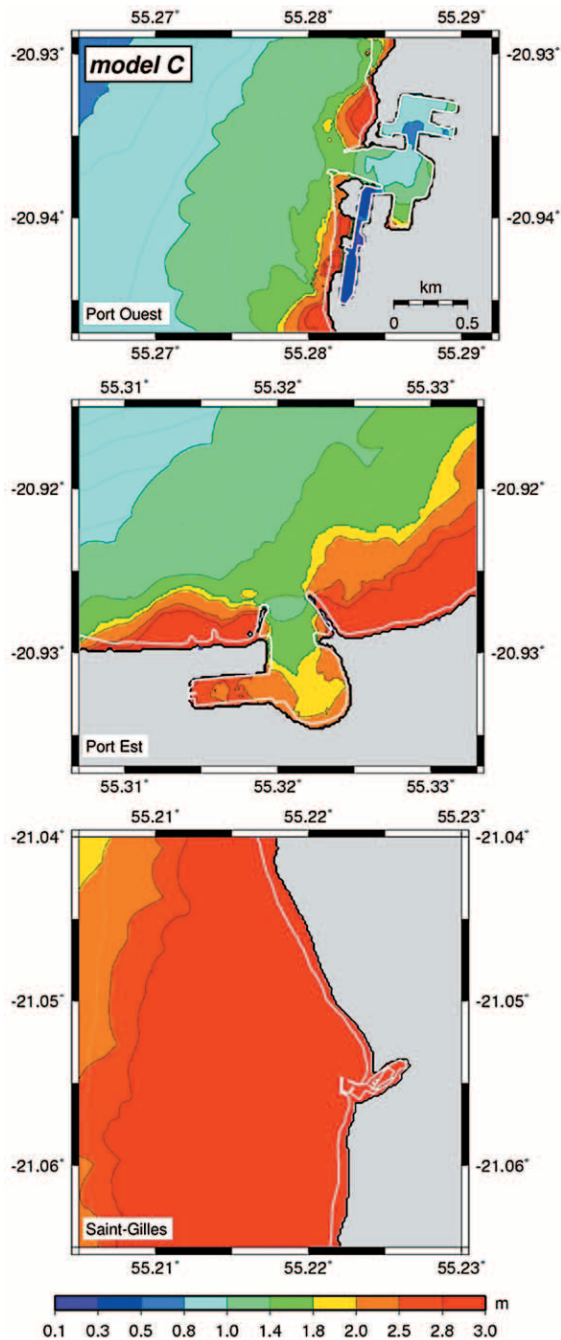 55.27° 55.28° 55.29°
model C
-20.93° -20.93°
-20.94° -20.94°
km
0 0.5
Port Ouest
55.27° 55.28° 55.29°
55.31° 55.32° 55.33°
-20.92° -20.92°
-20.93° -20.93°
Port Est
55.31° 55.32° 55.33°
55.21° 55.22° 55.23°
-21.04° -21.04°
-21.05° -21.05°
-21.06° -21.06°
Saint-Gilles
55.21° 55.22° 55.23°
m
0.1 0.3 0.5 0.8 1.0 1.4 1.8 2.0 2.5 2.8 3.0